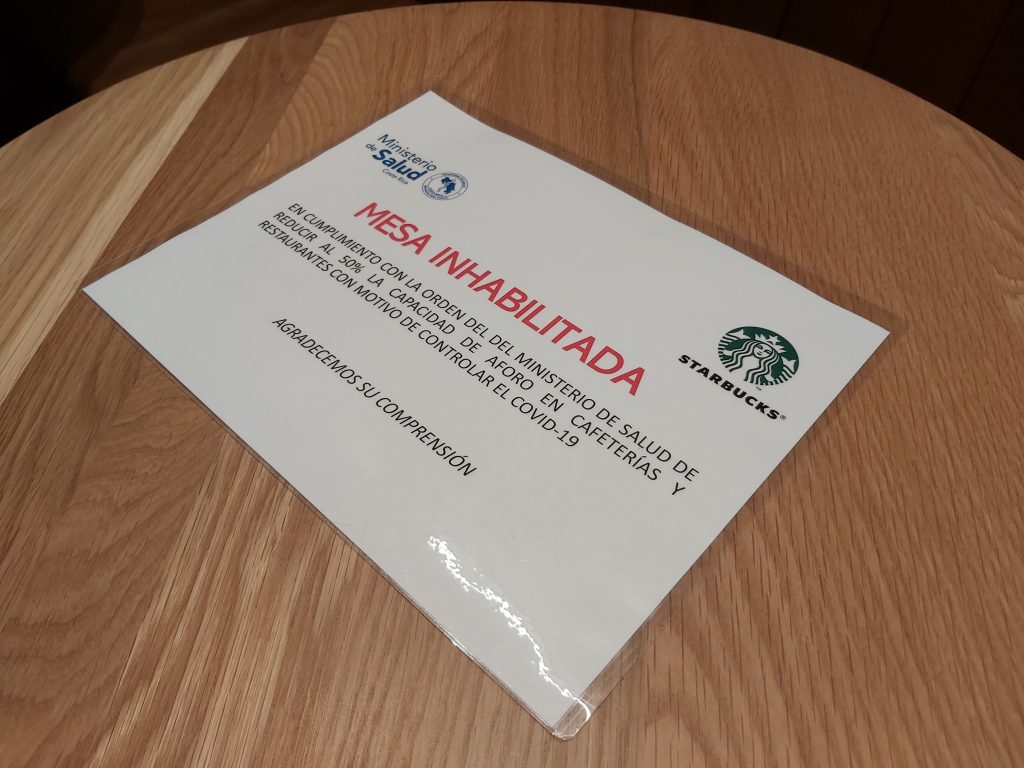 Ministerio
de Salud
Costa Rica
MESA INHABILITADA
STARBUCKS®
EN CUMPLIMIENTO CON LA ORDEN DEL DEL MINISTERIO DE SALUD DE
REDUCIR AL 50% LA CAPACIDAD DE AFORO EN CAFETERÍAS Y
RESTAURANTES CON MOTIVO DE CONTROLAR EL COVID-19
AGRADECEMOS SU COMPRENSIÓN